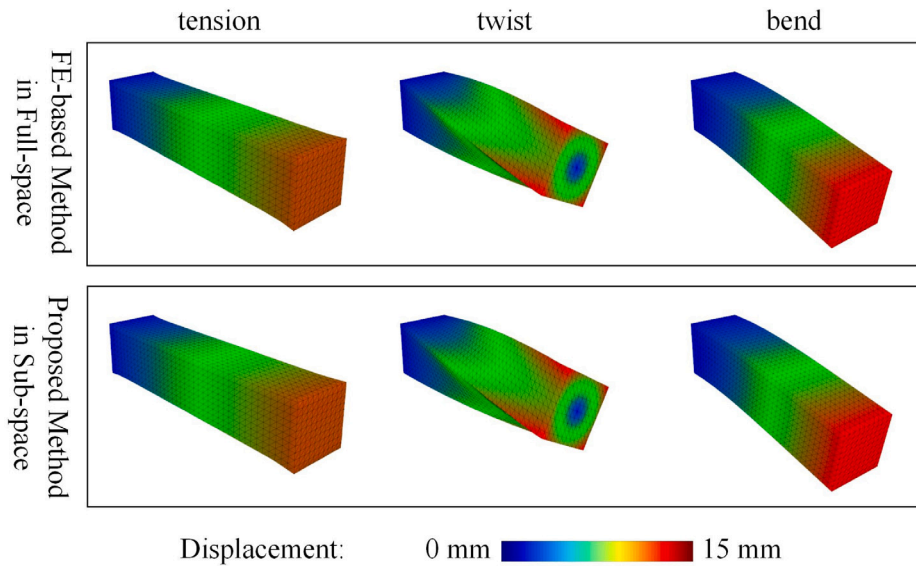 tension twist bend
FE-based Method
in Full-space
Proposed Method
in Sub-space
Displacement: 0 mm 15 mm